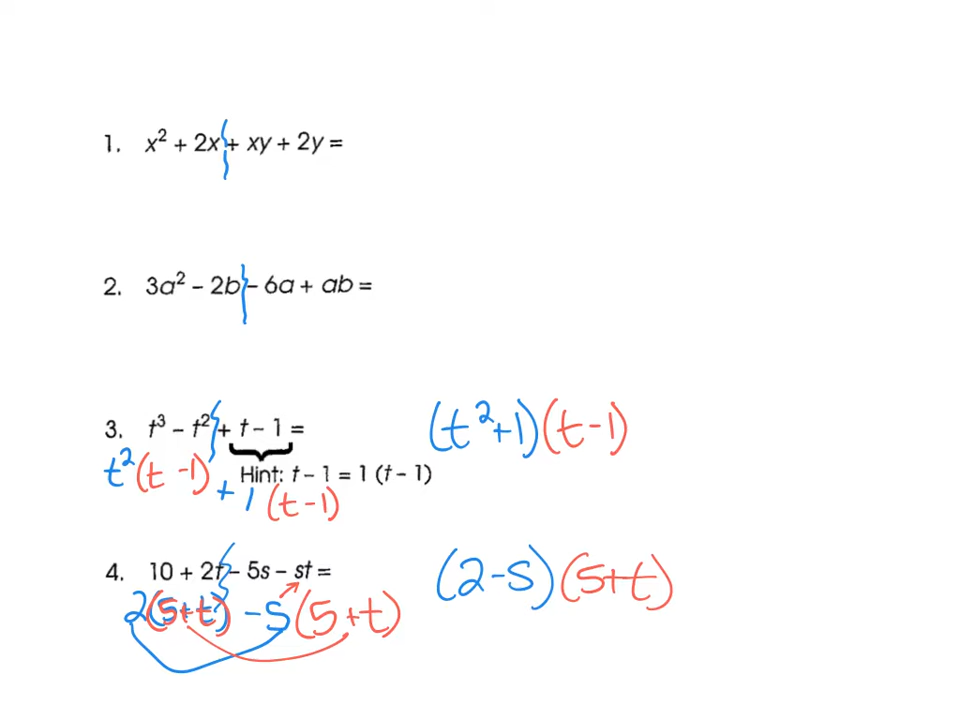 1. x² + 2x + xy + 2y =
2. 3a² – 2b – 6a + ab =
3. t³ – t² + t – 1 = (t²+1)(t-1)
t²(t -1) Hint: t – 1 = 1 (t – 1)
+ 1 (t-1)
4. 10 + 2t – 5s – st = (2-s)(5+t)
2(5+t) -s(5+t)